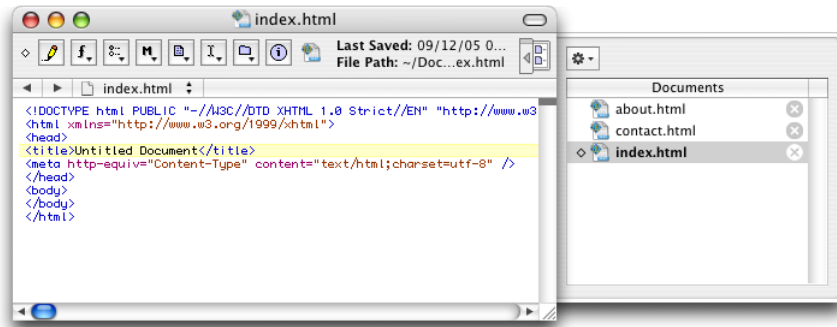 index.html
Last Saved: 09/12/05 0...
File Path: ~/Doc...ex.html
index.html
<!DOCTYPE html PUBLIC "-//W3C//DTD XHTML 1.0 Strict//EN" "http://www.w3
<html xmlns="http://www.w3.org/1999/xhtml">
<head>
<title>Untitled Document</title>
<meta http-equiv="Content-Type" content="text/html;charset=utf-8" />
</head>
<body>
</body>
</html>
Documents
about.html
contact.html
index.html